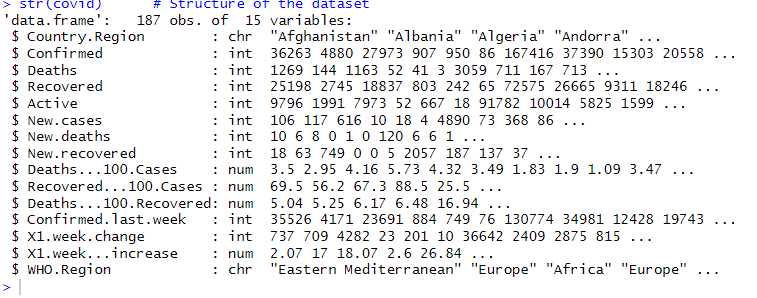 > str(covid)     # Structure of the dataset
'data.frame':   187 obs. of  15 variables:
 $ Country.Region        : chr  "Afghanistan" "Albania" "Algeria" "Andorra" ...
 $ Confirmed             : int  36263 4880 27973 907 950 86 167416 37390 15303 20558 ...
 $ Deaths                : int  1269 144 1163 52 41 3 3059 711 167 713 ...
 $ Recovered             : int  25198 2745 18837 803 242 65 72575 26665 9311 18246 ...
 $ Active                : int  9796 1991 7973 52 667 18 91782 10014 5825 1599 ...
 $ New.cases             : int  106 117 616 10 18 4 4890 73 368 86 ...
 $ New.deaths            : int  10 6 8 0 1 0 120 6 6 1 ...
 $ New.recovered         : int  18 63 749 0 0 5 2057 187 137 37 ...
 $ Deaths...100.Cases    : num  3.5 2.95 4.16 5.73 4.32 3.49 1.83 1.9 1.09 3.47 ...
 $ Recovered...100.Cases : num  69.5 56.2 67.3 88.5 25.5 ...
 $ Deaths...100.Recovered: num  5.04 5.25 6.17 6.48 16.94 ...
 $ Confirmed.last.week   : int  35526 4171 23691 884 749 76 130774 34981 12428 19743 ...
 $ X1.week.change        : int  737 709 4282 23 201 10 36642 2409 2875 815 ...
 $ X1.week...increase    : num  2.07 17 18.07 2.6 26.84 ...
 $ WHO.Region            : chr  "Eastern Mediterranean" "Europe" "Africa" "Europe" ...
>